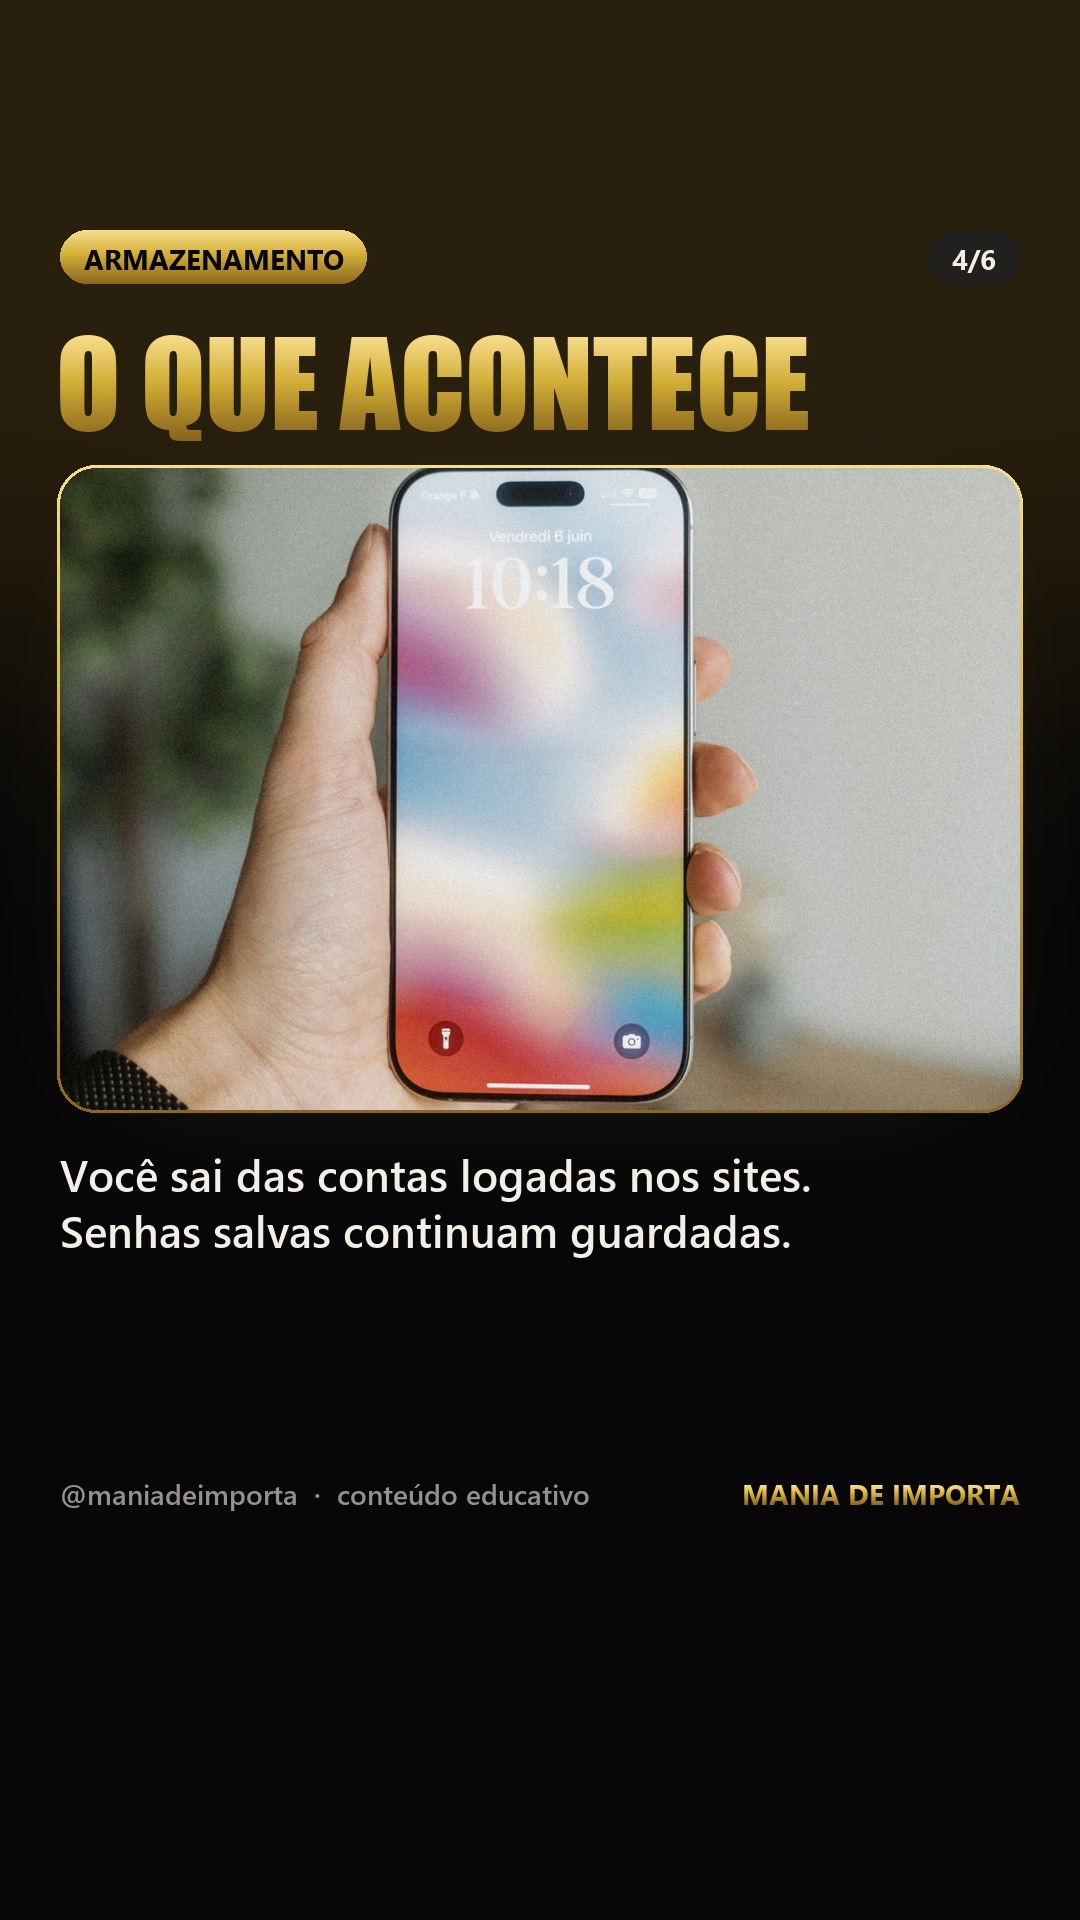 ARMAZENAMENTO
4/6
O QUE ACONTECE
Orange F
Vendredi 6 juin
10:18
Você sai das contas logadas nos sites.
Senhas salvas continuam guardadas.
@maniadeimporta · conteúdo educativo
MANIA DE IMPORTA